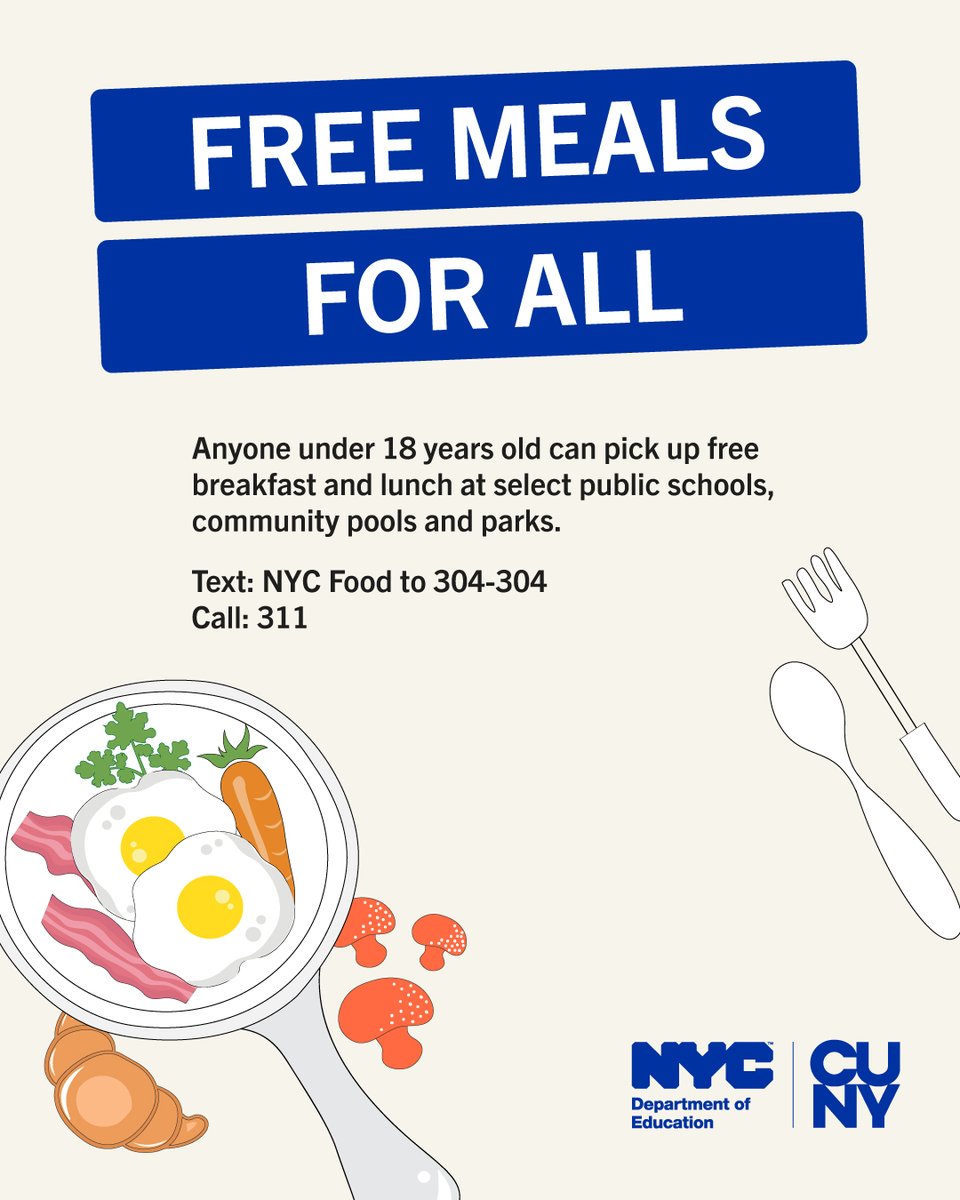 FREE MEALS
FOR ALL
Anyone under 18 years old can pick up free
breakfast and lunch at select public schools,
community pools and parks.
Text: NYC Food to 304-304
Call: 311
NYC™
Department of
Education
CU
NY